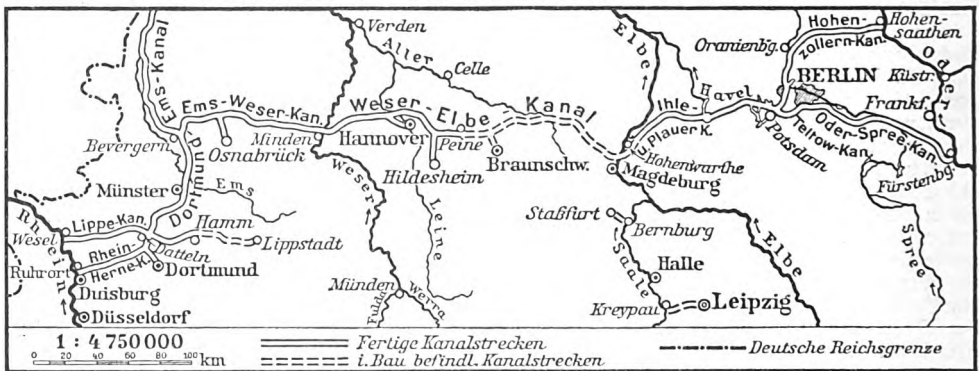 Verden
Aller
Celle
Elbe
Oranienbg.
Hohen-
zollern-Kan.
Hohen-
saathen
Oder
BERLIN
Küstr.
Frankf.
Havel
Potsdam
Teltow-Kan.
Oder-Spree-Kan.
Fürstenbg.
Spree
Ems-Kanal
Ems-Weser-Kan.
Weser-Elbe Kanal
Ihle-
u. Plauer K.
Bevergern
Osnabrück
Minden
Hannover
Peine
Hildesheim
Braunschw.
Hohenwarthe
Magdeburg
Münster
Dortmund
Ems
Weser
Leine
Staßfurt
Bernburg
Elbe
Rhein
Wesel
Lippe-Kan.
Hamm
Lippstadt
Datteln
Rhein-
Herne-K.
Ruhrort
Dortmund
Duisburg
Düsseldorf
Münden
Fulda
Werra
Saale
Halle
Kreypau
Leipzig
1 : 4 750 000
0 20 40 60 80 100 km
Fertige Kanalstrecken
i. Bau befindl. Kanalstrecken
Deutsche Reichsgrenze